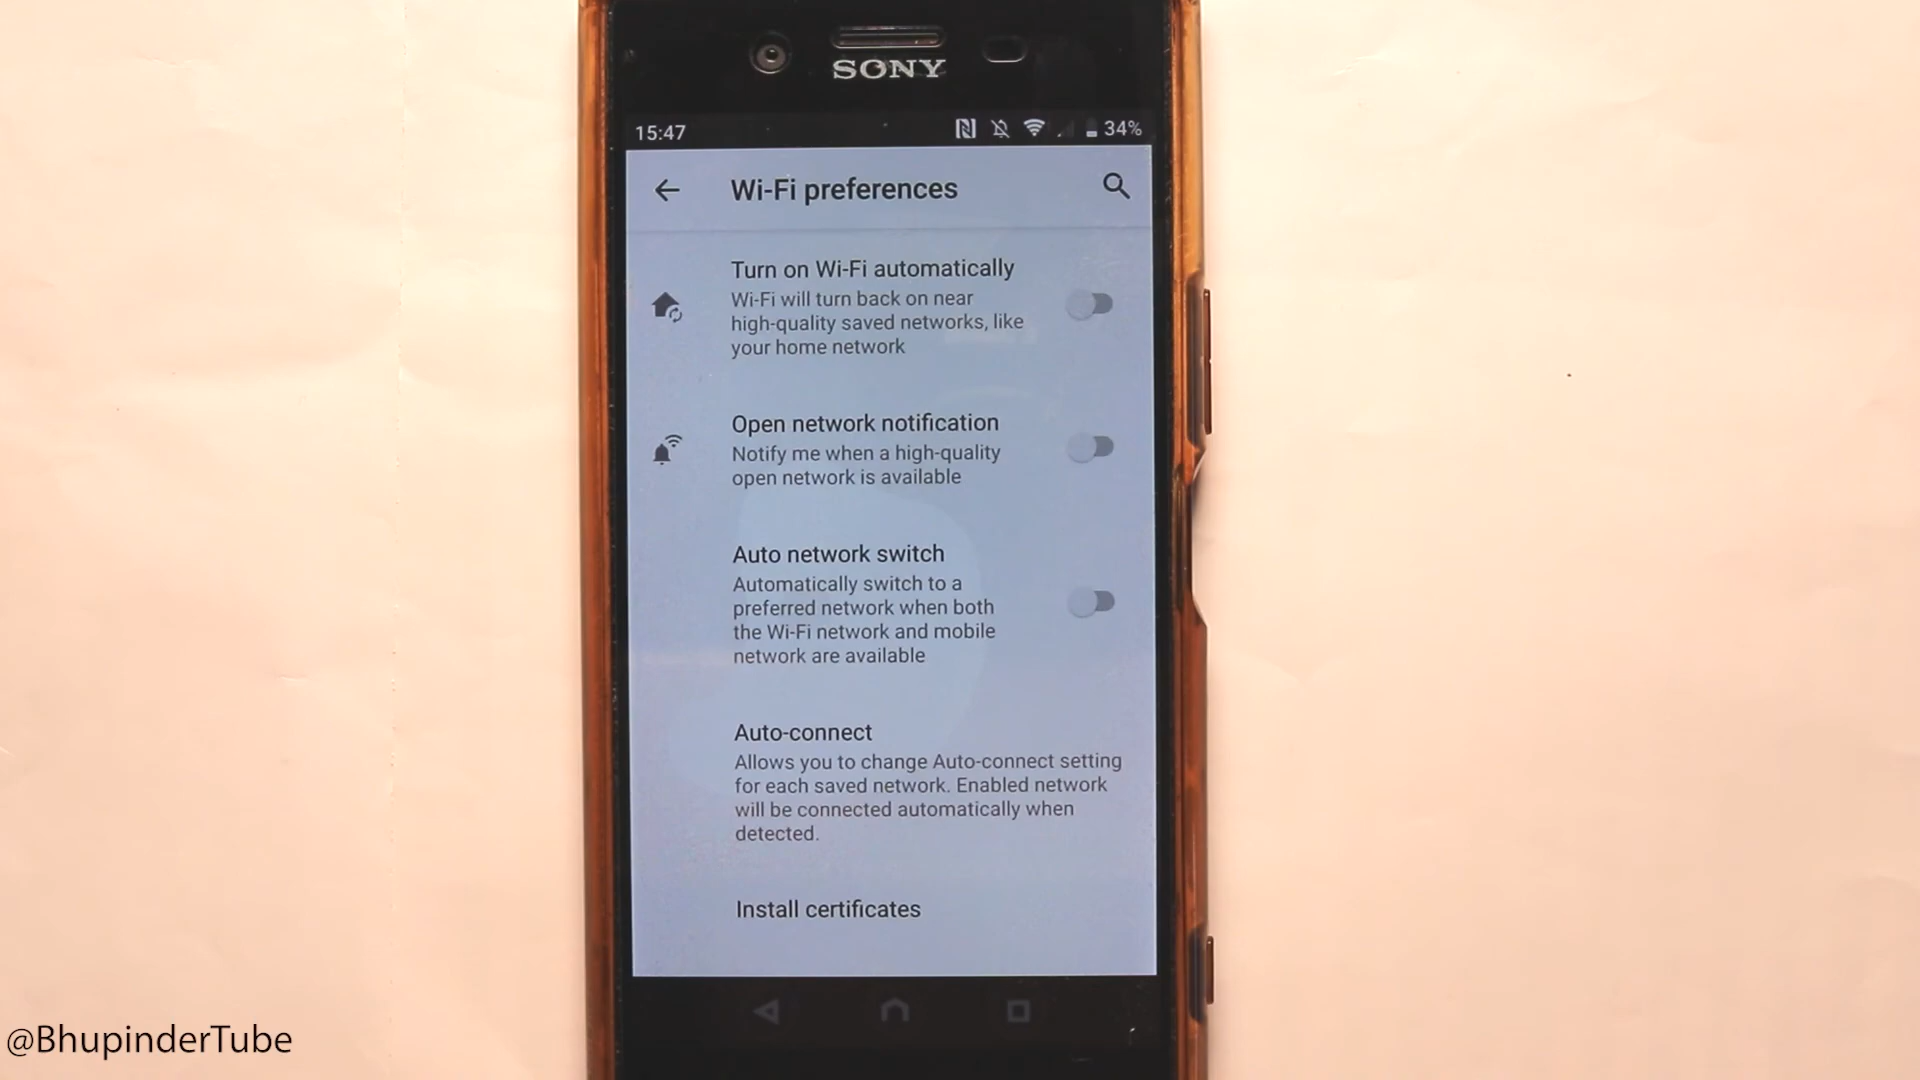 SONY
15:47
34%
Wi-Fi preferences
Turn on Wi-Fi automatically
Wi-Fi will turn back on near
high-quality saved networks, like
your home network
Open network notification
Notify me when a high-quality
open network is available
Auto network switch
Automatically switch to a
preferred network when both
the Wi-Fi network and mobile
network are available
Auto-connect
Allows you to change Auto-connect setting
for each saved network. Enabled network
will be connected automatically when
detected.
Install certificates
@BhupinderTube